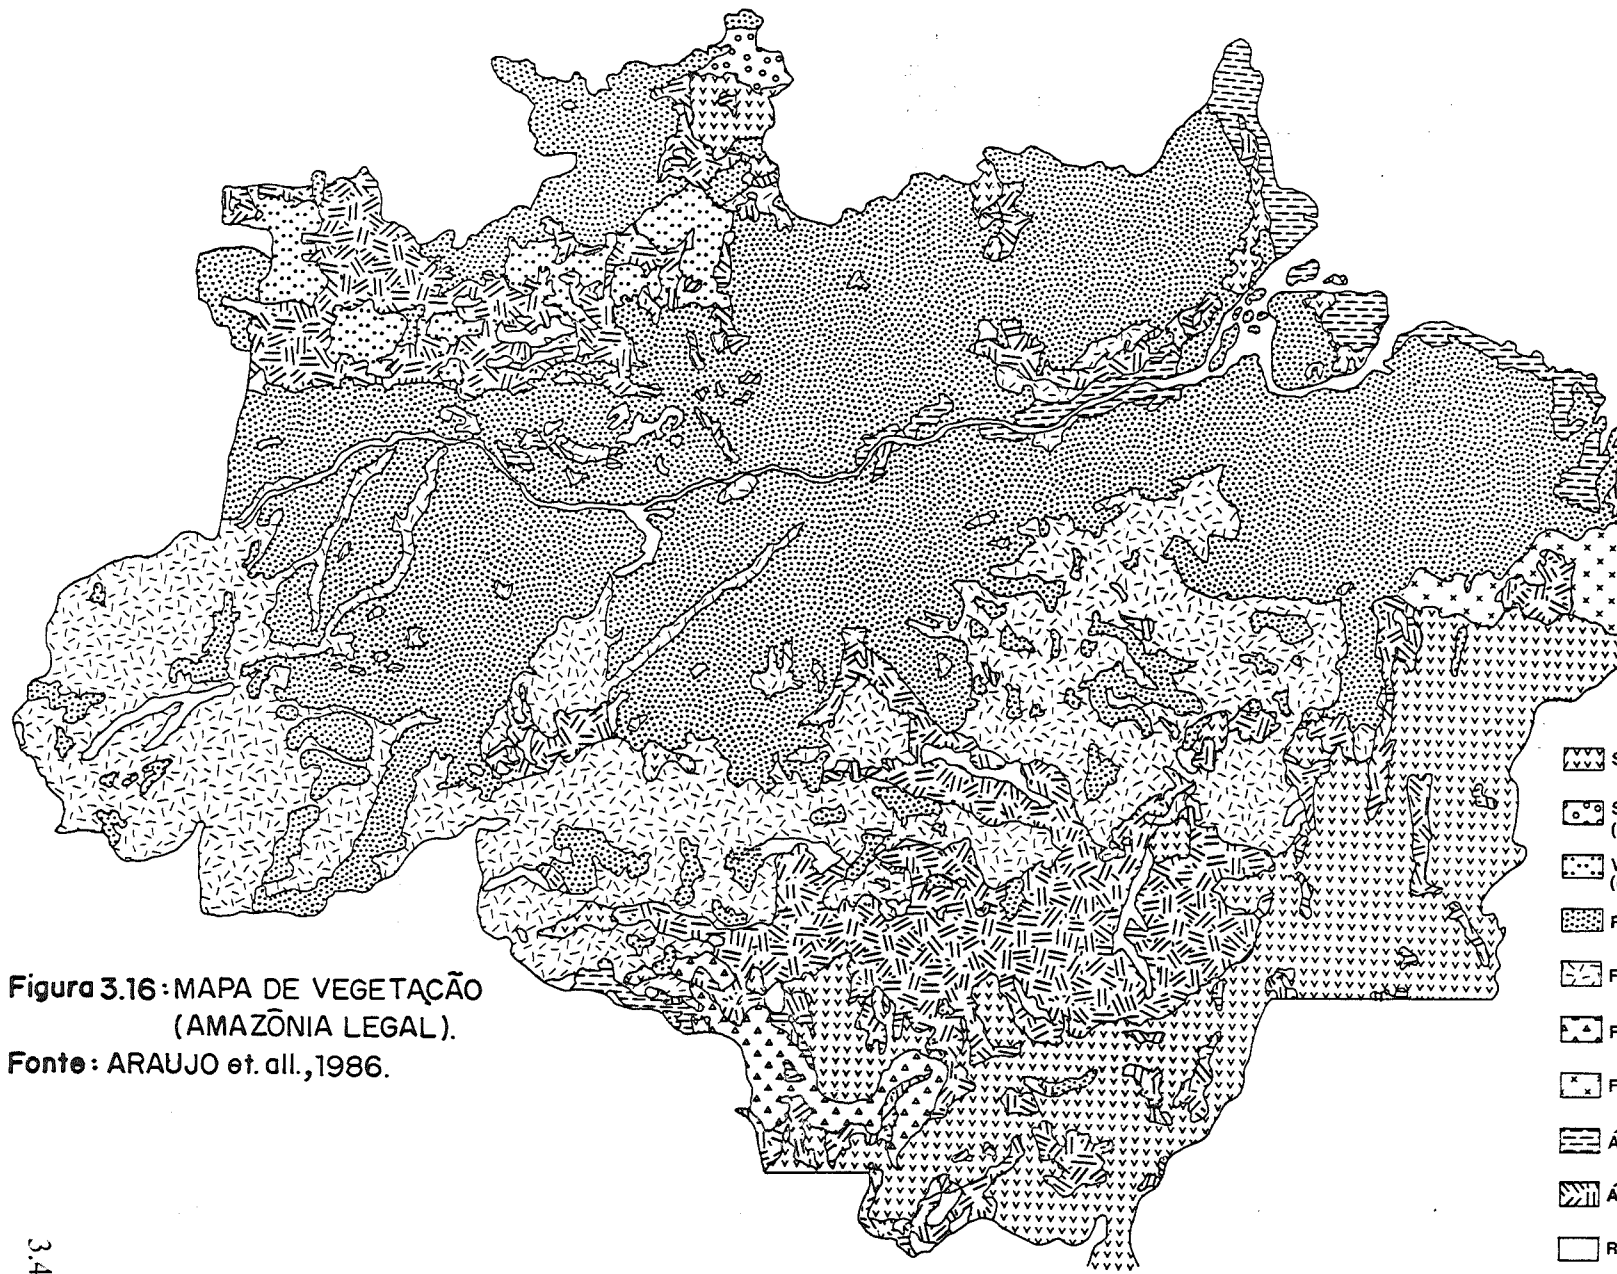 Figura 3.16: MAPA DE VEGETAÇÃO
(AMAZÔNIA LEGAL).
Fonte: ARAUJO et. all., 1986.
3.4
S
S
(
V
(
F
F
F
F
Á
Á
R